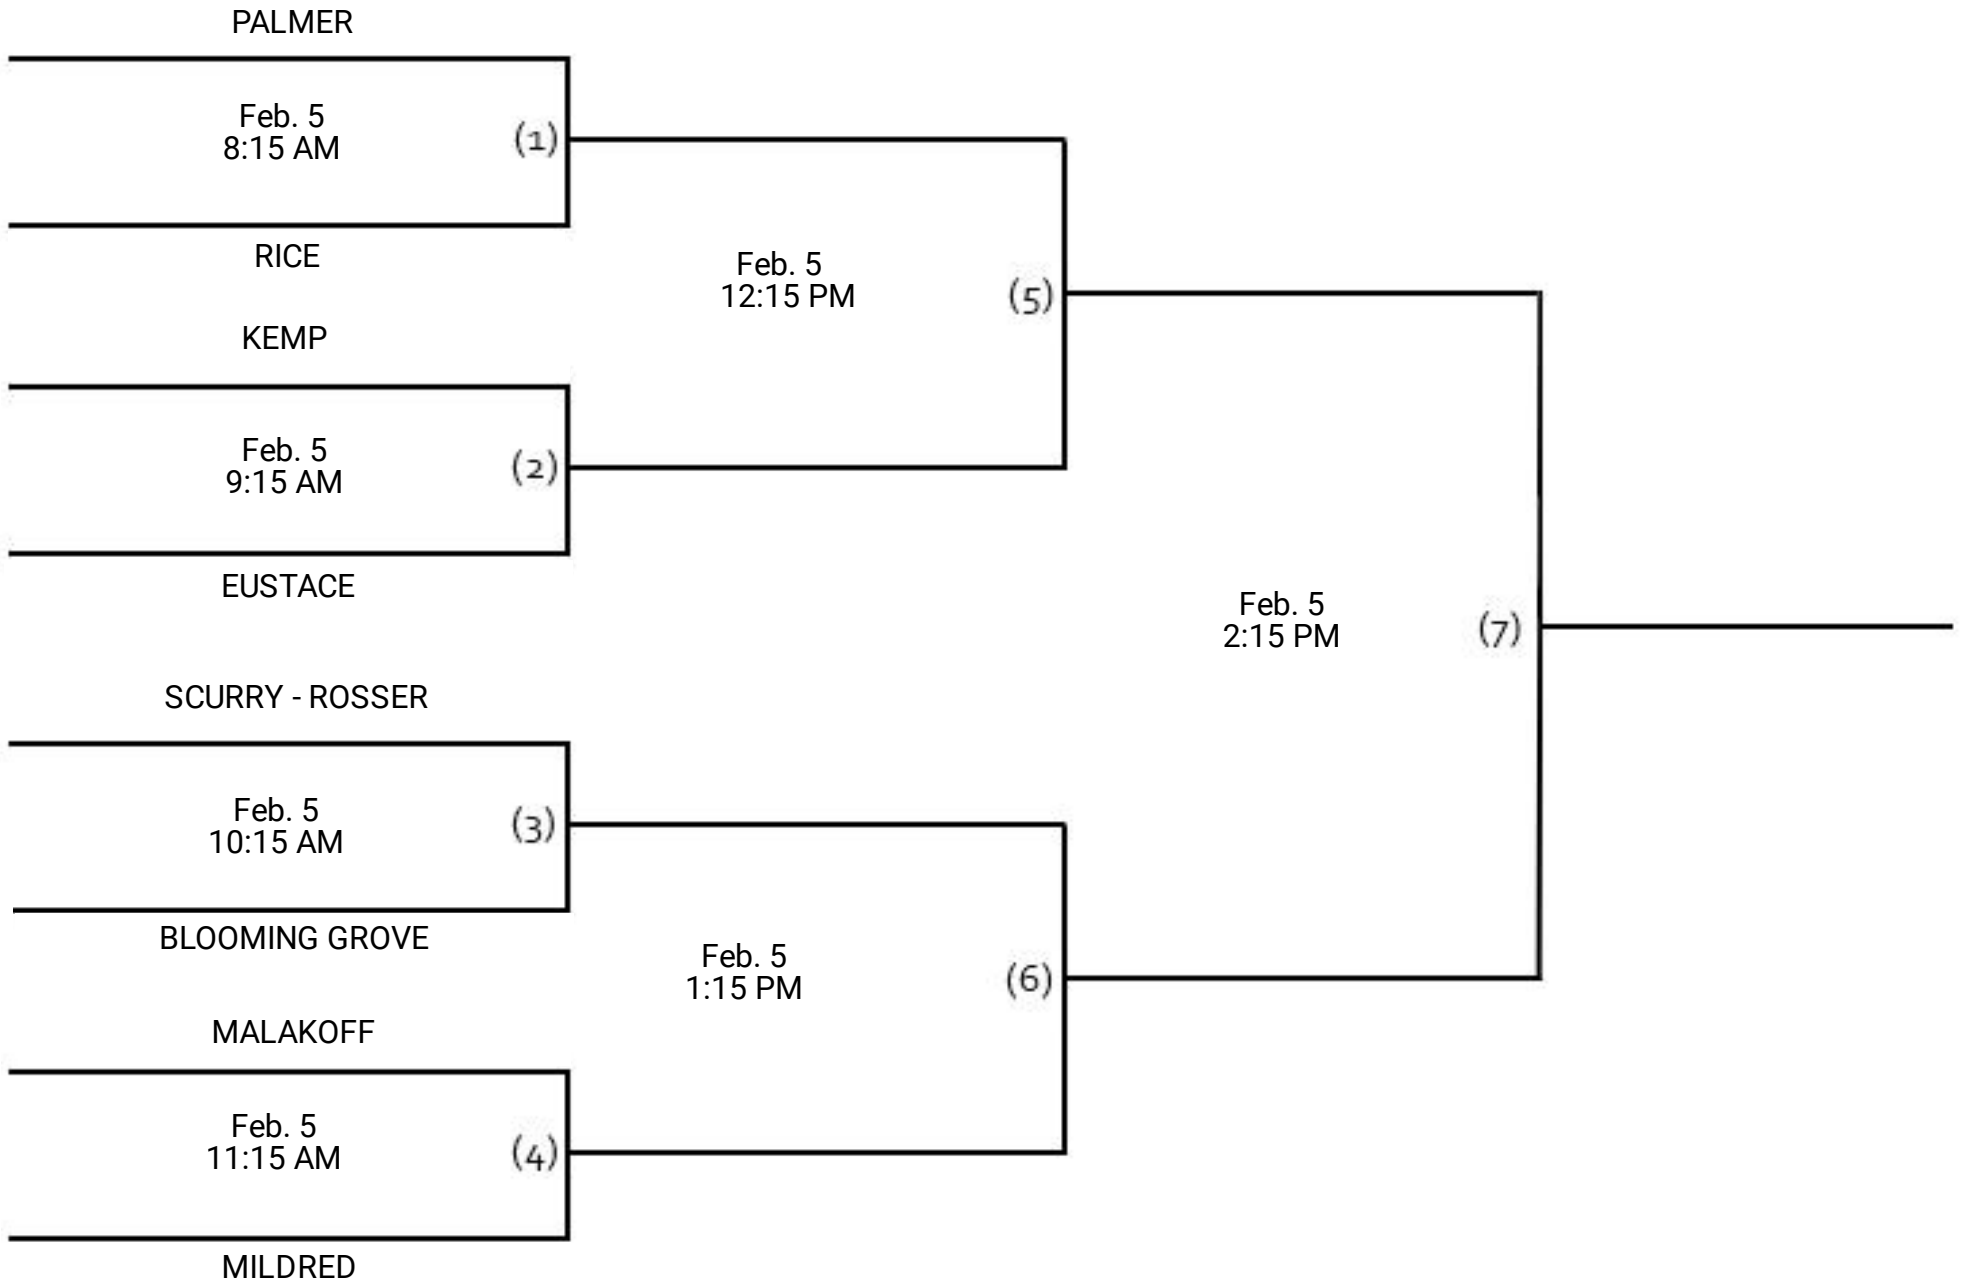 PALMER
Feb. 5
8:15 AM
(1)
RICE
Feb. 5
12:15 PM
(5)
KEMP
Feb. 5
9:15 AM
(2)
EUSTACE
Feb. 5
2:15 PM
(7)
SCURRY - ROSSER
Feb. 5
10:15 AM
(3)
BLOOMING GROVE
Feb. 5
1:15 PM
(6)
MALAKOFF
Feb. 5
11:15 AM
(4)
MILDRED